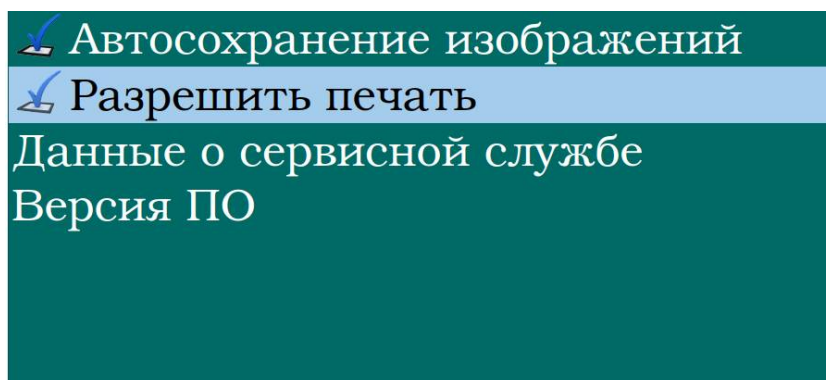 Автосохранение изображений
Разрешить печать
Данные о сервисной службе
Версия ПО